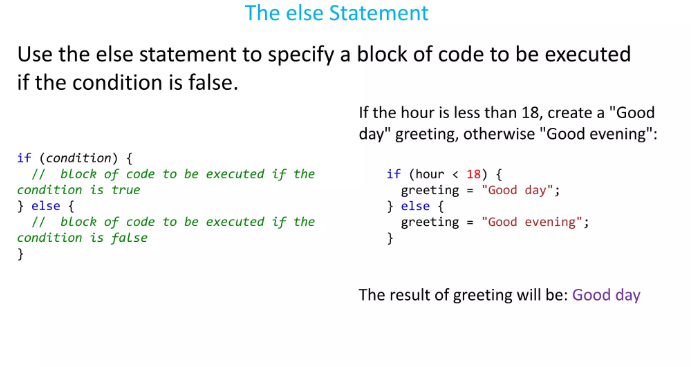 The else Statement
Use the else statement to specify a block of code to be executed
if the condition is false.
if (condition) {
  //  block of code to be executed if the
condition is true
} else {
  //  block of code to be executed if the
condition is false
}
If the hour is less than 18, create a "Good
day" greeting, otherwise "Good evening":
if (hour < 18) {
  greeting = "Good day";
} else {
  greeting = "Good evening";
}
The result of greeting will be: Good day